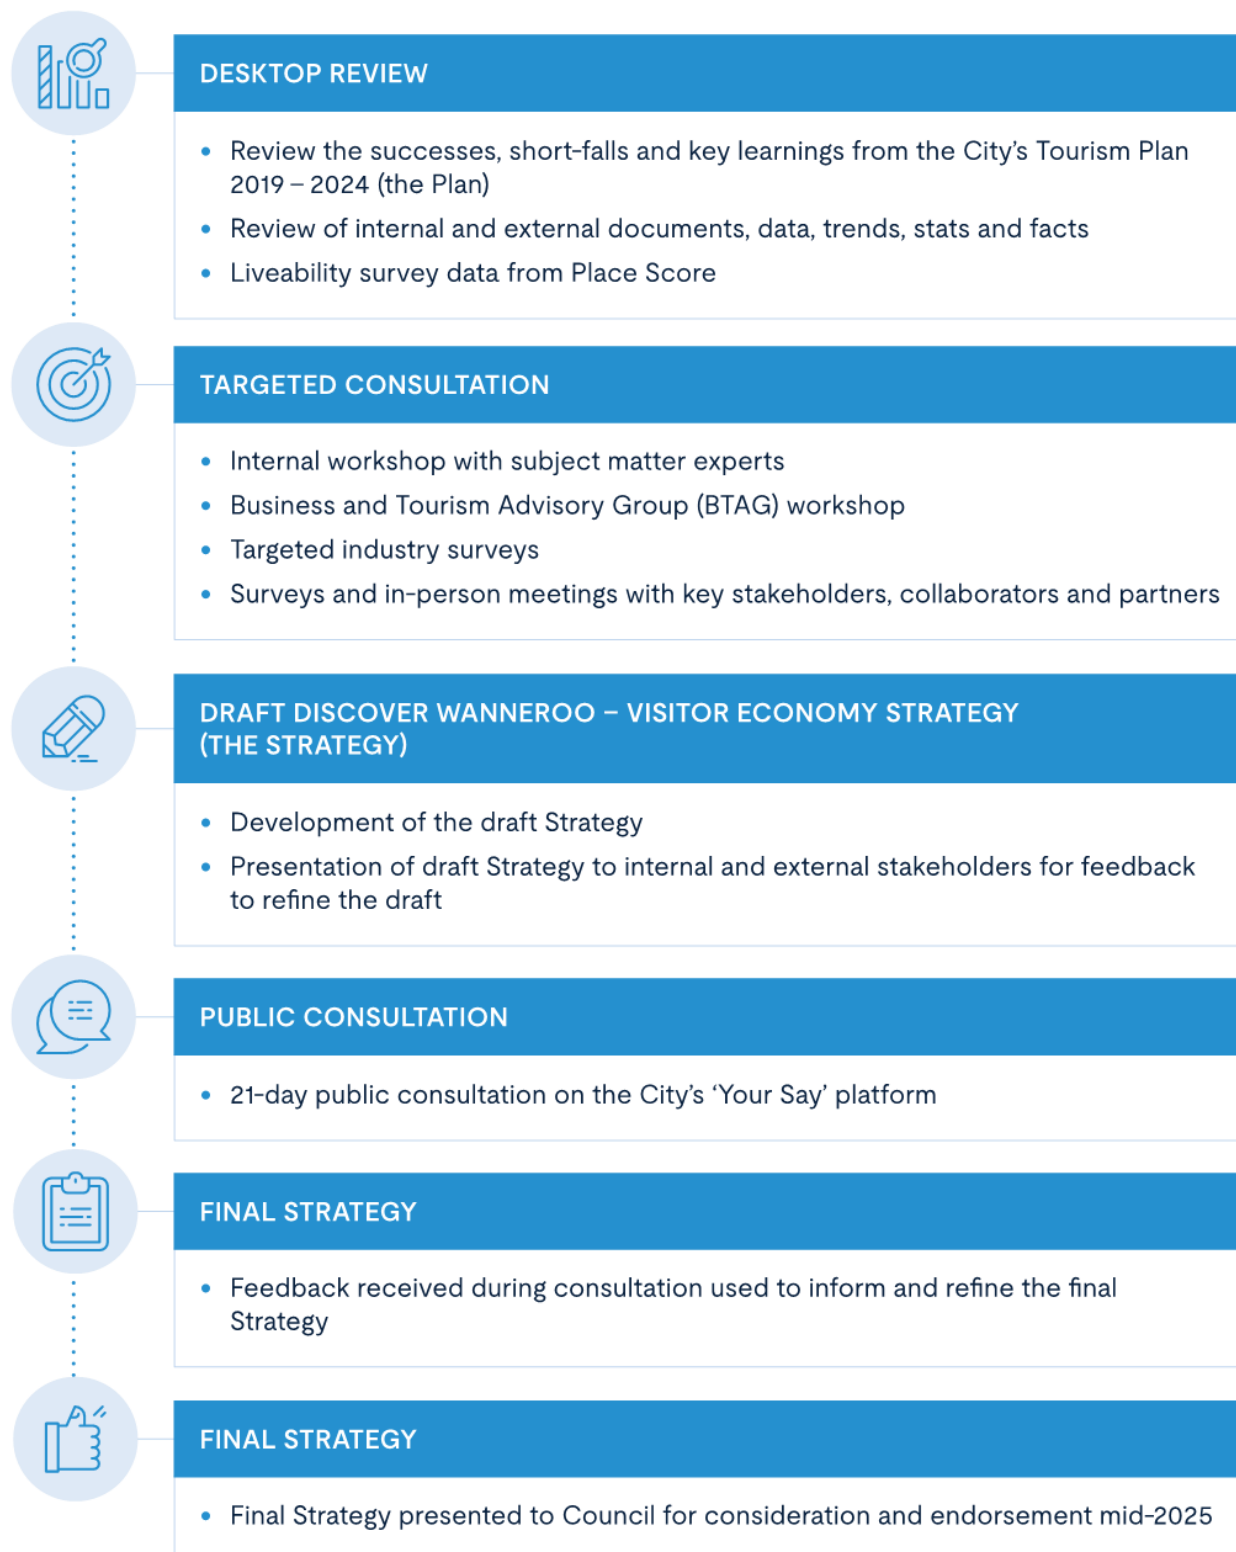 DESKTOP REVIEW
• Review the successes, short-falls and key learnings from the City’s Tourism Plan
2019 – 2024 (the Plan)
• Review of internal and external documents, data, trends, stats and facts
• Liveability survey data from Place Score
TARGETED CONSULTATION
• Internal workshop with subject matter experts
• Business and Tourism Advisory Group (BTAG) workshop
• Targeted industry surveys
• Surveys and in-person meetings with key stakeholders, collaborators and partners
DRAFT DISCOVER WANNEROO – VISITOR ECONOMY STRATEGY
(THE STRATEGY)
• Development of the draft Strategy
• Presentation of draft Strategy to internal and external stakeholders for feedback
to refine the draft
PUBLIC CONSULTATION
• 21-day public consultation on the City’s ‘Your Say’ platform
FINAL STRATEGY
• Feedback received during consultation used to inform and refine the final
Strategy
FINAL STRATEGY
• Final Strategy presented to Council for consideration and endorsement mid-2025